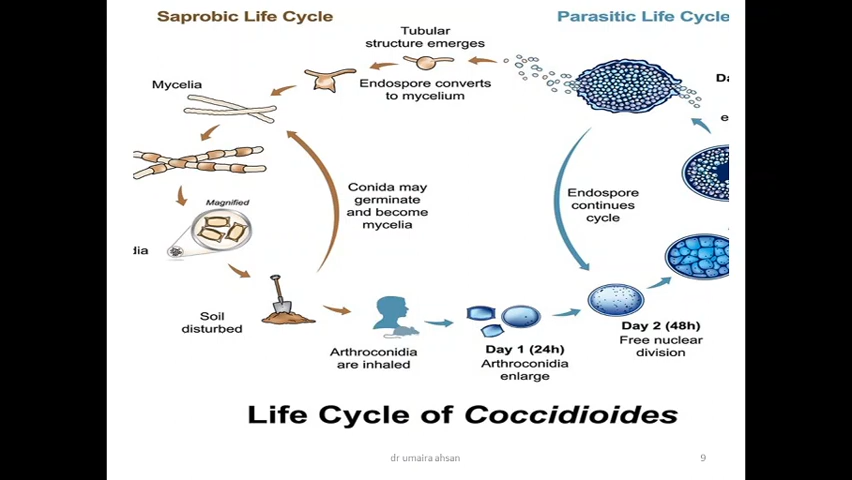 Saprobic Life Cycle
Parasitic Life Cycle
Tubular
structure emerges
Mycelia
Endospore converts
to mycelium
Magnified
Conida may
germinate
and become
mycelia
Endospore
continues
cycle
Soil
disturbed
Arthroconidia
are inhaled
Day 1 (24h)
Arthroconidia
enlarge
Day 2 (48h)
Free nuclear
division
Life Cycle of Coccidioides
dr umaira ahsan
9